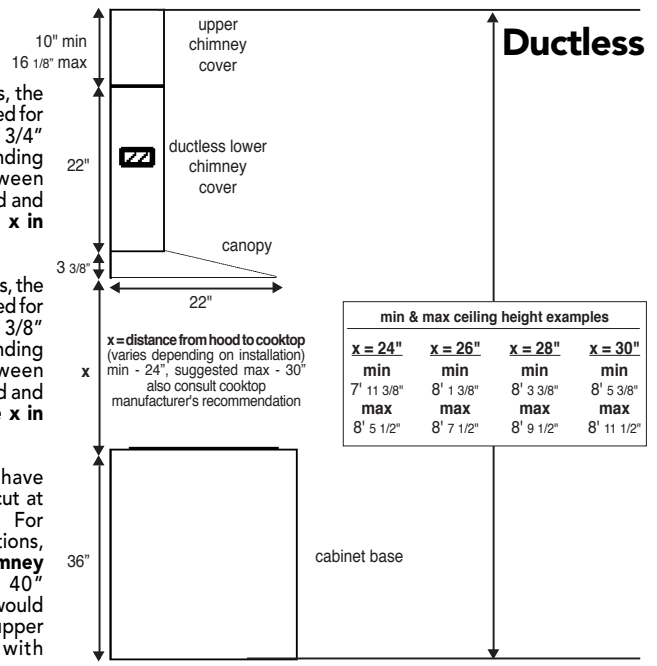 Ductless
10" min
16 1/8" max
upper
chimney
cover
s, the
ed for
3/4"
nding
ween
d and
x in
22"
ductless lower
chimney
cover
canopy
3 3/8"
22"
s, the
ed for
3/8"
nding
ween
d and
x in
x
x = distance from hood to cooktop
(varies depending on installation)
min - 24", suggested max - 30"
also consult cooktop
manufacturer's recommendation
min & max ceiling height examples
x = 24" x = 26" x = 28" x = 30"
min min min min
7' 11 3/8" 8' 1 3/8" 8' 3 3/8" 8' 5 3/8"
max max max max
8' 5 1/2" 8' 7 1/2" 8' 9 1/2" 8' 11 1/2"
have
cut at
For
tions,
mney
40"
would
upper
with
36"
cabinet base